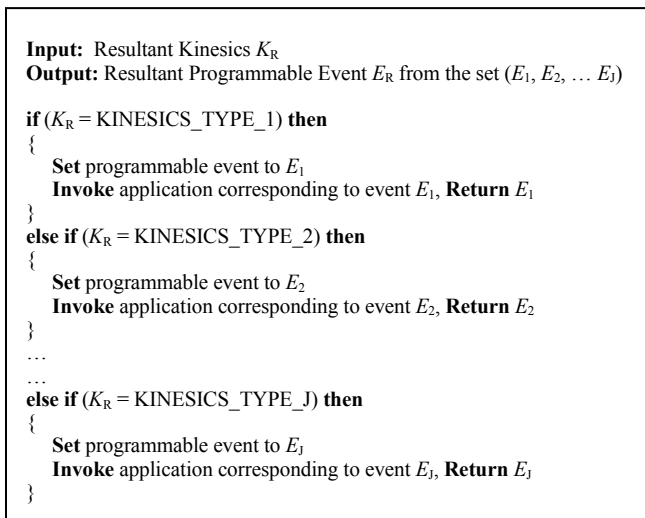 Input: Resultant Kinesics KR
Output: Resultant Programmable Event ER from the set (E1, E2, … EJ)
if (KR = KINESICS_TYPE_1) then
{
Set programmable event to E1
Invoke application corresponding to event E1, Return E1
}
else if (KR = KINESICS_TYPE_2) then
{
Set programmable event to E2
Invoke application corresponding to event E2, Return E2
}
…
…
else if (KR = KINESICS_TYPE_J) then
{
Set programmable event to EJ
Invoke application corresponding to event EJ, Return EJ
}